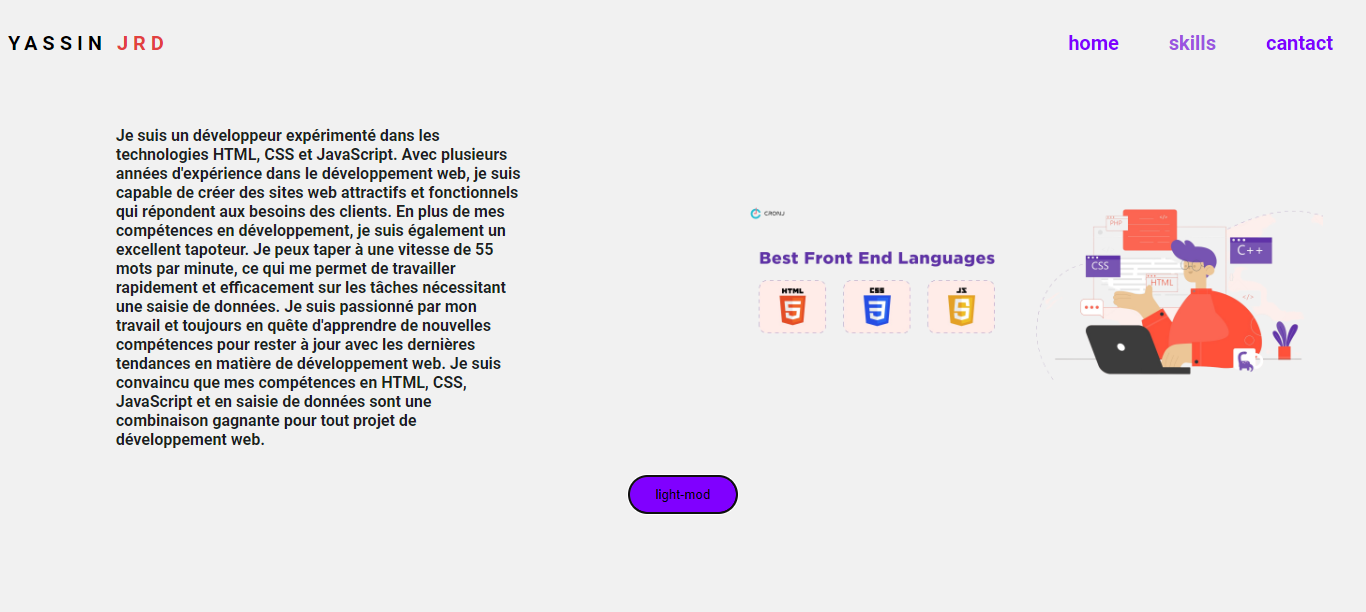 YASSIN JRD
home skills cantact
Je suis un développeur expérimenté dans les
technologies HTML, CSS et JavaScript. Avec plusieurs
années d'expérience dans le développement web, je suis
capable de créer des sites web attractifs et fonctionnels
qui répondent aux besoins des clients. En plus de mes
compétences en développement, je suis également un
excellent tapoteur. Je peux taper à une vitesse de 55
mots par minute, ce qui me permet de travailler
rapidement et efficacement sur les tâches nécessitant
une saisie de données. Je suis passionné par mon
travail et toujours en quête d'apprendre de nouvelles
compétences pour rester à jour avec les dernières
tendances en matière de développement web. Je suis
convaincu que mes compétences en HTML, CSS,
JavaScript et en saisie de données sont une
combinaison gagnante pour tout projet de
développement web.
CRONJ
Best Front End Languages
HTML 5
CSS 3
JS 5
PHP
C++
CSS
HTML
</>
light-mod